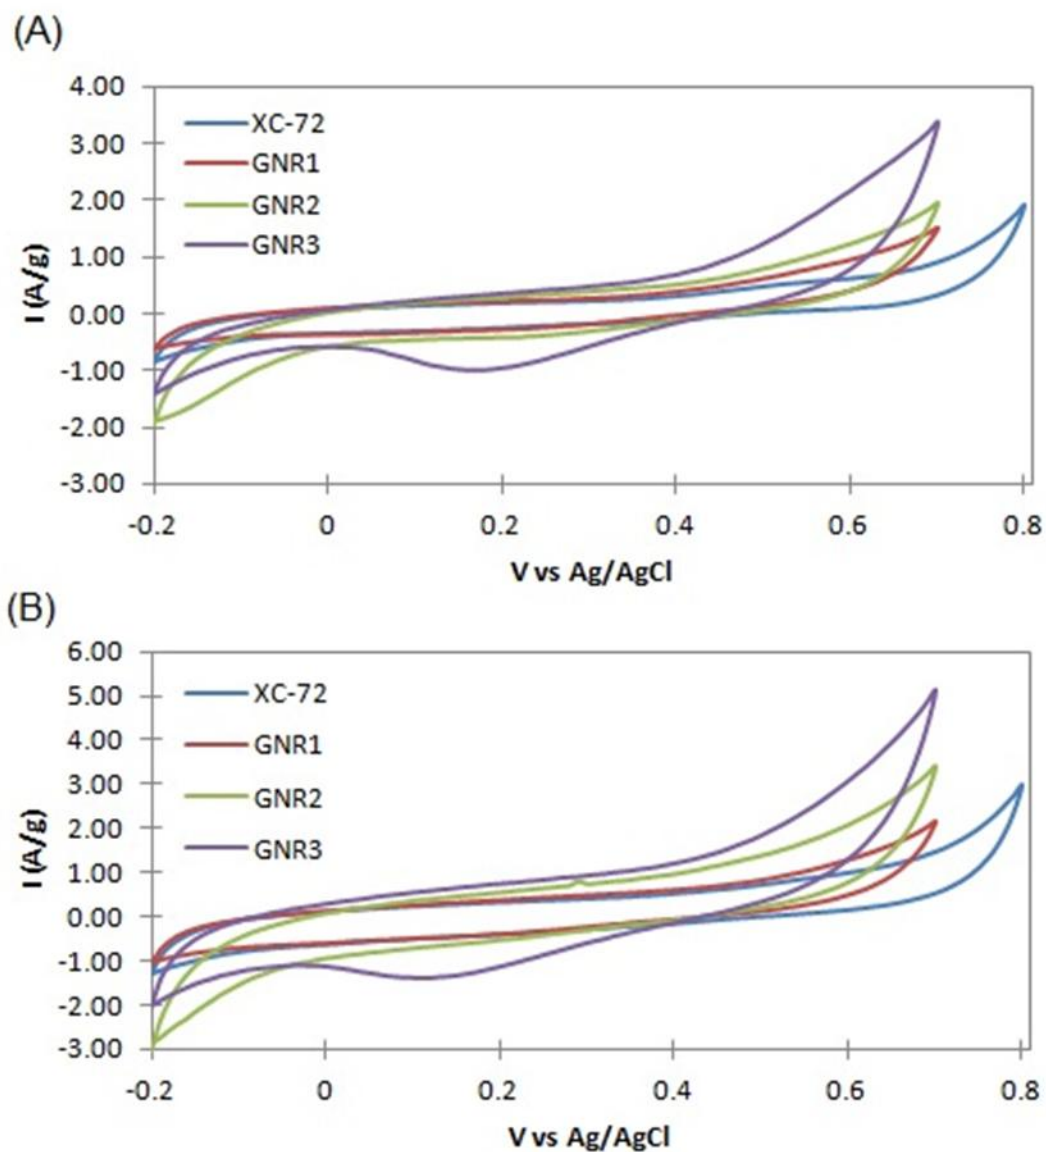 (A)
4.00
3.00
2.00
1.00
0.00
-1.00
-2.00
-3.00
I (A/g)
XC-72
GNR1
GNR2
GNR3
-0.2 0 0.2 0.4 0.6 0.8
V vs Ag/AgCl
(B)
6.00
5.00
4.00
3.00
2.00
1.00
0.00
-1.00
-2.00
-3.00
I (A/g)
XC-72
GNR1
GNR2
GNR3
-0.2 0 0.2 0.4 0.6 0.8
V vs Ag/AgCl